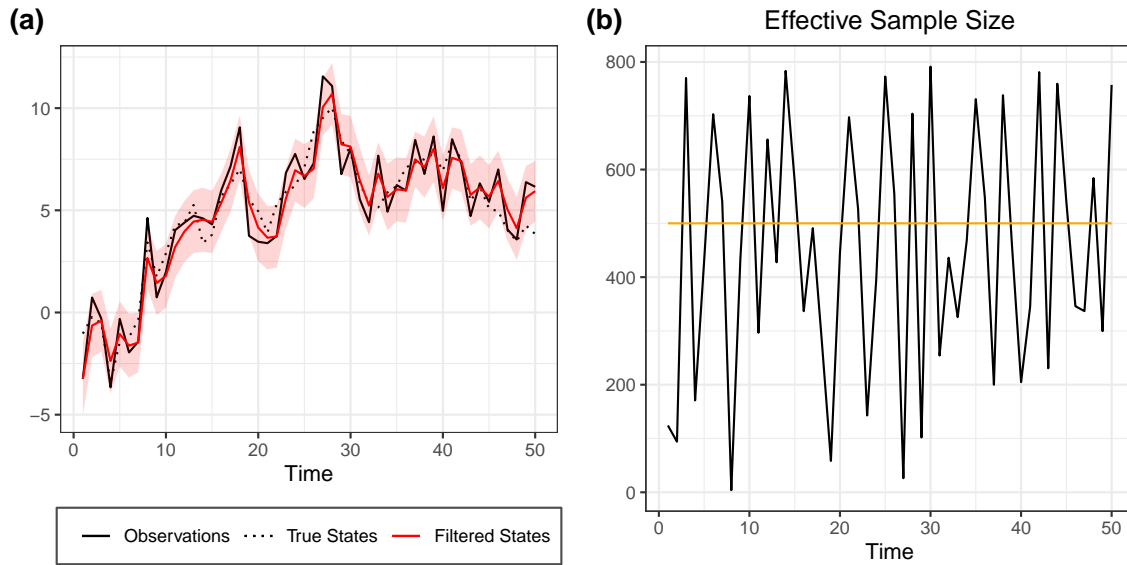 (a)
10
5
0
−5
0
10
20
30
40
50
Time
Observations
True States
Filtered States
(b)
Effective Sample Size
800
600
400
200
0
0
10
20
30
40
50
Time